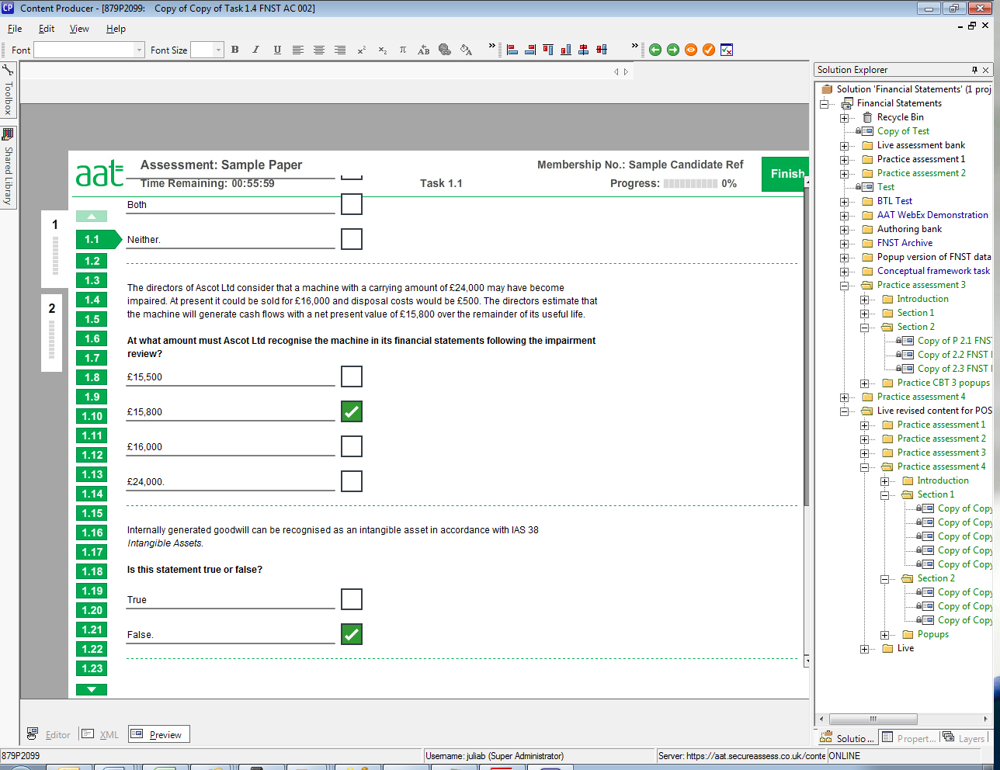 Content Producer - [879P2099: Copy of Copy of Task 1.4 FNST AC 002]
File Edit View Help
Font Font Size B I U
Toolbox
Shared Library
aat
Assessment: Sample Paper
Membership No.: Sample Candidate Ref
Finish
Time Remaining: 00:55:59
Task 1.1
Progress: 0%
1
2
1.1
1.2
1.3
1.4
1.5
1.6
1.7
1.8
1.9
1.10
1.11
1.12
1.13
1.14
1.15
1.16
1.17
1.18
1.19
1.20
1.21
1.22
1.23
Both
Neither.
The directors of Ascot Ltd consider that a machine with a carrying amount of £24,000 may have become
impaired. At present it could be sold for £16,000 and disposal costs would be £500. The directors estimate that
the machine will generate cash flows with a net present value of £15,800 over the remainder of its useful life.
At what amount must Ascot Ltd recognise the machine in its financial statements following the impairment
review?
£15,500
£15,800
£16,000
£24,000.
Internally generated goodwill can be recognised as an intangible asset in accordance with IAS 38
Intangible Assets.
Is this statement true or false?
True
False.
Solution Explorer
Solution 'Financial Statements' (1 proj
Financial Statements
Recycle Bin
Copy of Test
Live assessment bank
Practice assessment 1
Practice assessment 2
Test
BTL Test
AAT WebEx Demonstration
Authoring bank
FNST Archive
Popup version of FNST data
Conceptual framework task
Practice assessment 3
Introduction
Section 1
Section 2
Copy of P 2.1 FNS
Copy of 2.2 FNST
Copy of 2.3 FNST
Practice CBT 3 popups
Practice assessment 4
Live revised content for POS
Practice assessment 1
Practice assessment 2
Practice assessment 3
Practice assessment 4
Introduction
Section 1
Copy of Copy
Copy of Copy
Copy of Copy
Copy of Copy
Copy of Copy
Section 2
Copy of Copy
Copy of Copy
Copy of Copy
Popups
Live
Editor XML Preview
Solutio... Propert... Layers
879P2099
Username: juliab (Super Administrator)
Server: https://aat.secureassess.co.uk/conte
ONLINE